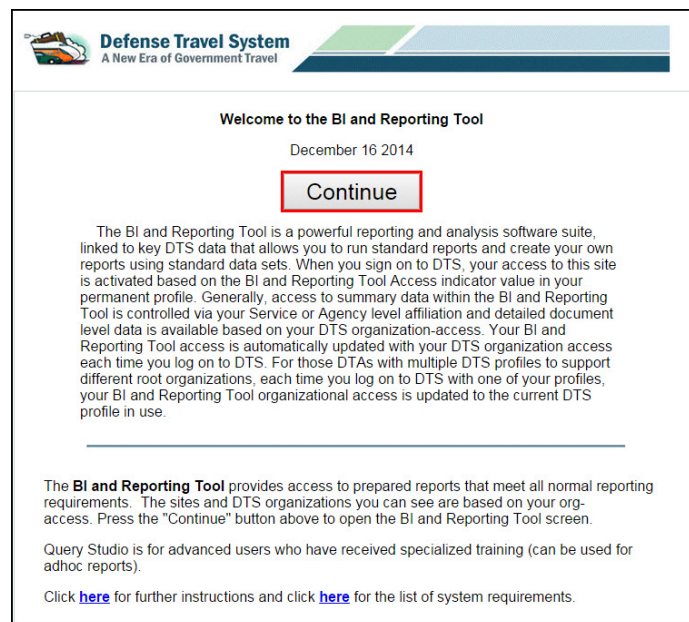 Defense Travel System
A New Era of Government Travel
Welcome to the BI and Reporting Tool
December 16 2014
Continue
The BI and Reporting Tool is a powerful reporting and analysis software suite,
linked to key DTS data that allows you to run standard reports and create your own
reports using standard data sets. When you sign on to DTS, your access to this site
is activated based on the BI and Reporting Tool Access indicator value in your
permanent profile. Generally, access to summary data within the BI and Reporting
Tool is controlled via your Service or Agency level affiliation and detailed document
level data is available based on your DTS organization-access. Your BI and
Reporting Tool access is automatically updated with your DTS organization access
each time you log on to DTS. For those DTAs with multiple DTS profiles to support
different root organizations, each time you log on to DTS with one of your profiles,
your BI and Reporting Tool organizational access is updated to the current DTS
profile in use.
The BI and Reporting Tool provides access to prepared reports that meet all normal reporting
requirements. The sites and DTS organizations you can see are based on your org-
access. Press the "Continue" button above to open the BI and Reporting Tool screen.
Query Studio is for advanced users who have received specialized training (can be used for
adhoc reports).
Click here for further instructions and click here for the list of system requirements.